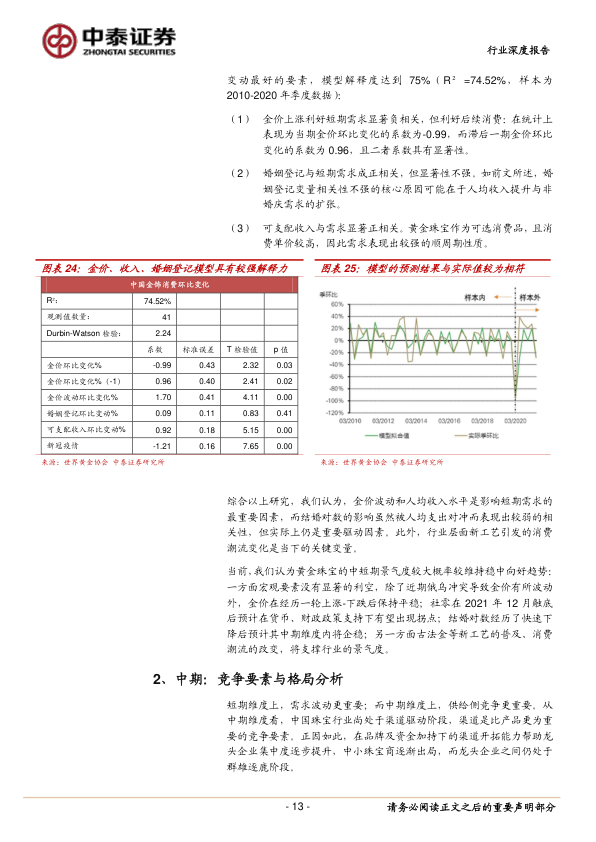 中泰证券
ZHONGTAI SECURITIES
行业深度报告
变动最好的要素，模型解释度达到 75%（R² =74.52%，样本为
2010-2020 年季度数据）：
（1） 金价上涨利好短期需求显著负相关，但利好后续消费：在统计上
表现为当期金价环比变化的系数为-0.99，而滞后一期金价环比
变化的系数为 0.96，且二者系数具有显著性。
（2） 婚姻登记与短期需求成正相关，但显著性不强。如前文所述，婚
姻登记变量相关性不强的核心原因可能在于人均收入提升与非
婚庆需求的扩张。
（3） 可支配收入与需求显著正相关。黄金珠宝作为可选消费品，且消
费单价较高，因此需求表现出较强的顺周期性质。
图表 24：金价、收入、婚姻登记模型具有较强解释力
中国金饰消费环比变化
R²： 74.52%
观测值数量： 41
Durbin-Watson 检验： 2.24
系数 标准误差 T 检验值 p 值
金价环比变化% -0.99 0.43 2.32 0.03
金价环比变化%（-1） 0.96 0.40 2.41 0.02
金价波动环比变化% 1.70 0.41 4.11 0.00
婚姻登记环比变动% 0.09 0.11 0.83 0.41
可支配收入环比变动% 0.92 0.18 5.15 0.00
新冠疫情 -1.21 0.16 7.65 0.00
来源：世界黄金协会 中泰证券研究所
图表 25：模型的预测结果与实际值较为相符
季环比
样本内 样本外
60%
40%
20%
0%
-20%
-40%
-60%
-80%
-100%
-120%
03/2010 03/2012 03/2014 03/2016 03/2018 03/2020
模型拟合值 实际季环比
来源：世界黄金协会 中泰证券研究所
综合以上研究，我们认为，金价波动和人均收入水平是影响短期需求的
最重要因素，而结婚对数的影响虽然被人均支出对冲而表现出较弱的相
关性，但实际上仍是重要驱动因素。此外，行业层面新工艺引发的消费
潮流变化是当下的关键变量。
当前，我们认为黄金珠宝的中短期景气度较大概率较维持稳中向好趋势：
一方面宏观要素没有显著的利空，除了近期俄乌冲突导致金价有所波动
外，金价在经历一轮上涨-下跌后保持平稳；社零在 2021 年 12 月触底
后预计在货币、财政政策支持下有望出现拐点；结婚对数经历了快速下
降后预计其中期维度内将企稳；另一方面古法金等新工艺的普及、消费
潮流的改变，将支撑行业的景气度。
2、中期：竞争要素与格局分析
短期维度上，需求波动更重要；而中期维度上，供给侧竞争更重要。从
中期维度看，中国珠宝行业尚处于渠道驱动阶段，渠道是比产品更为重
要的竞争要素。正因如此，在品牌及资金加持下的渠道开拓能力帮助龙
头企业集中度逐步提升，中小珠宝商逐渐出局，而龙头企业之间仍处于
群雄逐鹿阶段。
- 13 -
请务必阅读正文之后的重要声明部分